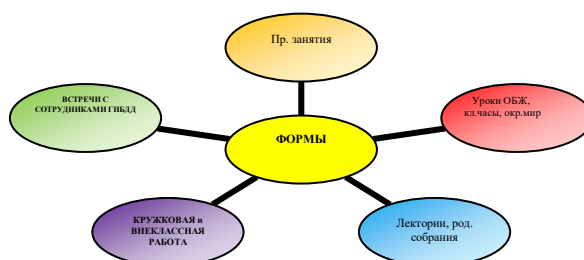 Пр. занятия
ВСТРЕЧИ С
СОТРУДНИКАМИ ГИБДД
Уроки ОБЖ,
кл.часы, окр.мир
ФОРМЫ
КРУЖКОВАЯ и
ВНЕКЛАССНАЯ
РАБОТА
Лектории, род.
собрания